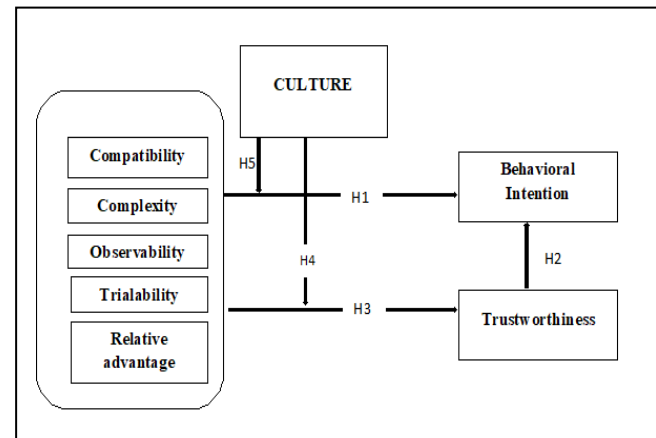 CULTURE
Compatibility
Complexity
Observability
Trialability
Relative
advantage
H5
H1
H4
H3
Behavioral
Intention
H2
Trustworthiness